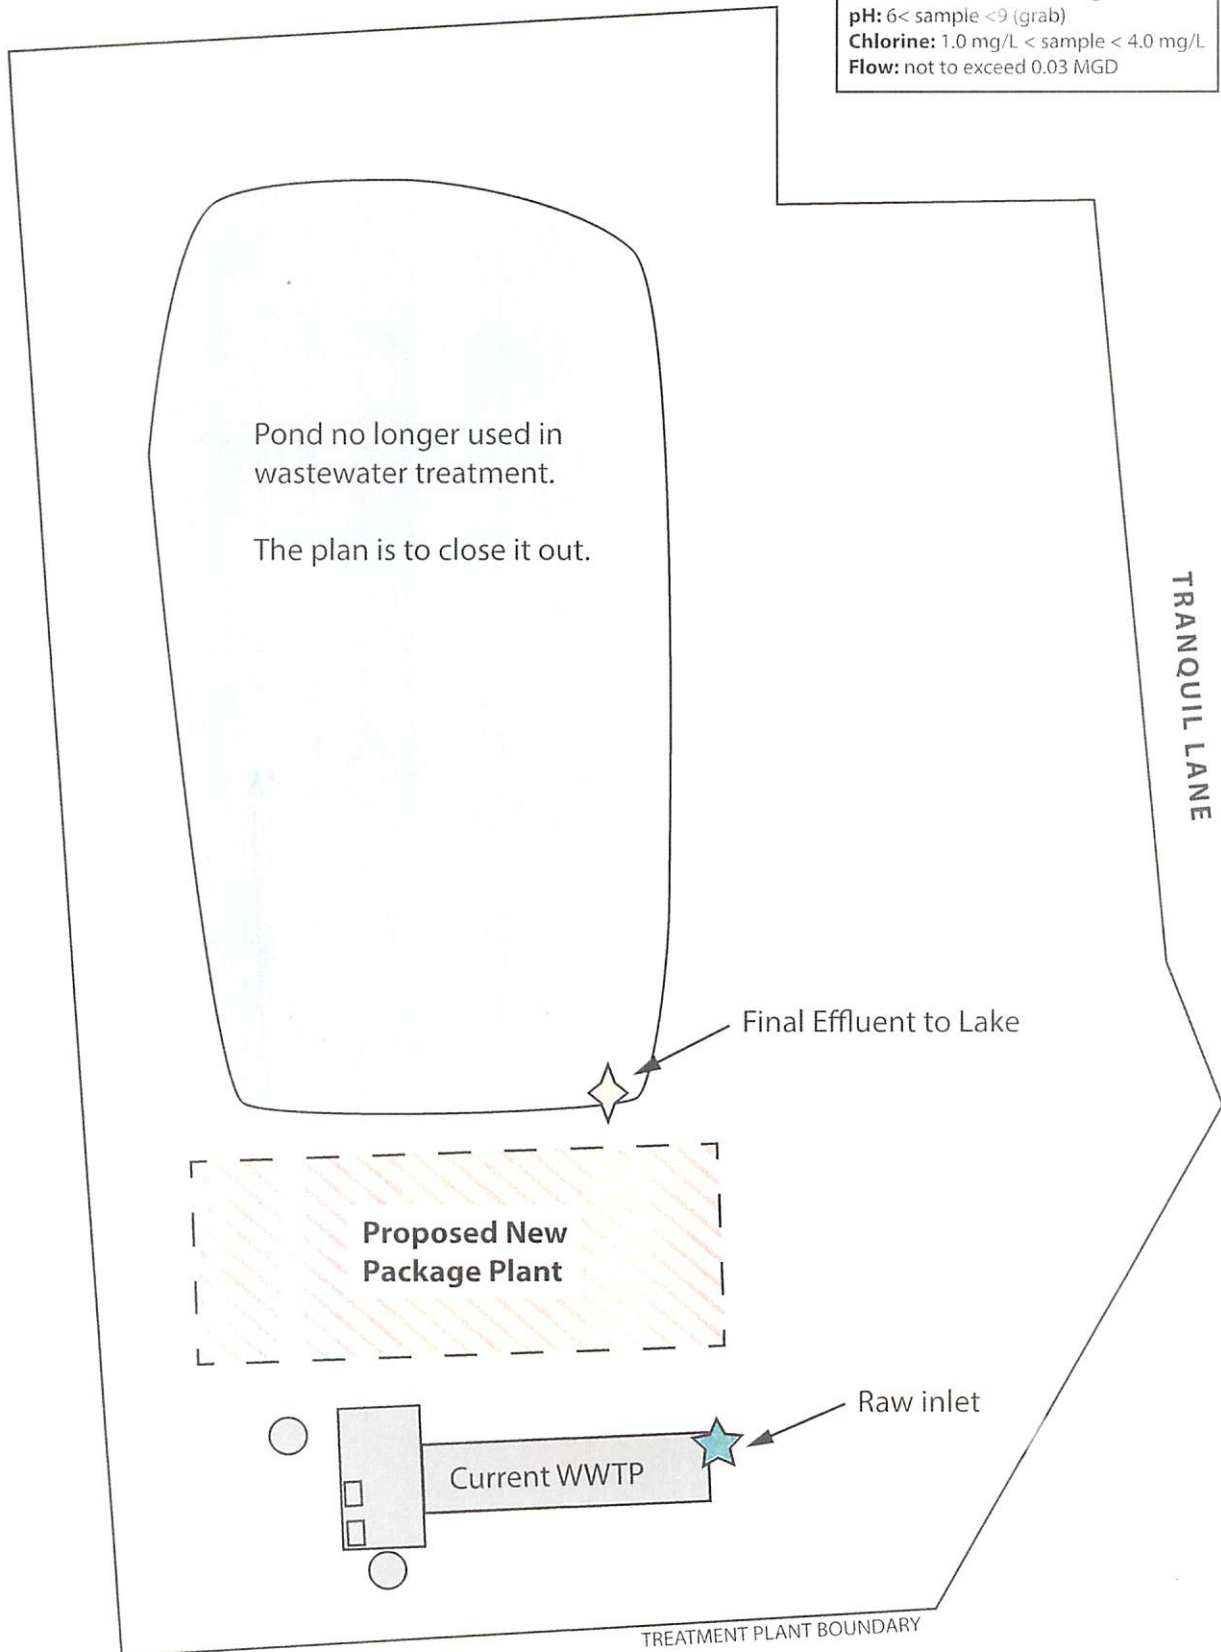 pH: 6< sample <9 (grab)
Chlorine: 1.0 mg/L < sample < 4.0 mg/L
Flow: not to exceed 0.03 MGD
Pond no longer used in
wastewater treatment.
The plan is to close it out.
TRANQUIL LANE
Final Effluent to Lake
Proposed New
Package Plant
Raw inlet
Current WWTP
TREATMENT PLANT BOUNDARY